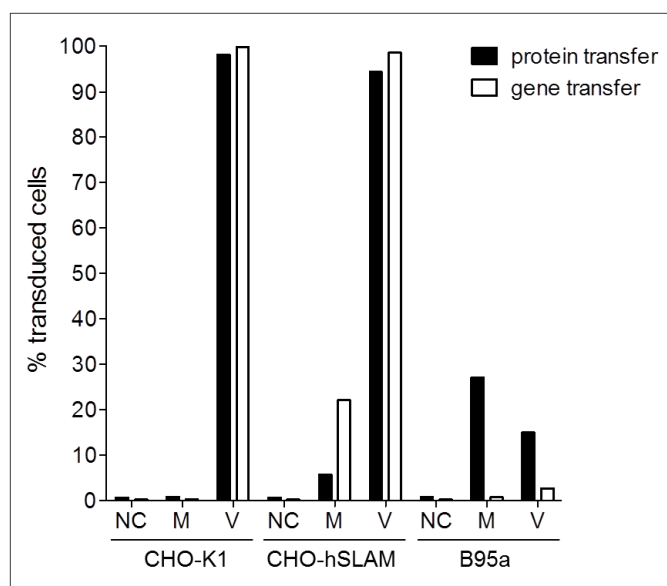 100
90
80
70
60
50
40
30
20
10
0
% transduced cells
protein transfer
gene transfer
NC M V NC M V NC M V
CHO-K1 CHO-hSLAM B95a